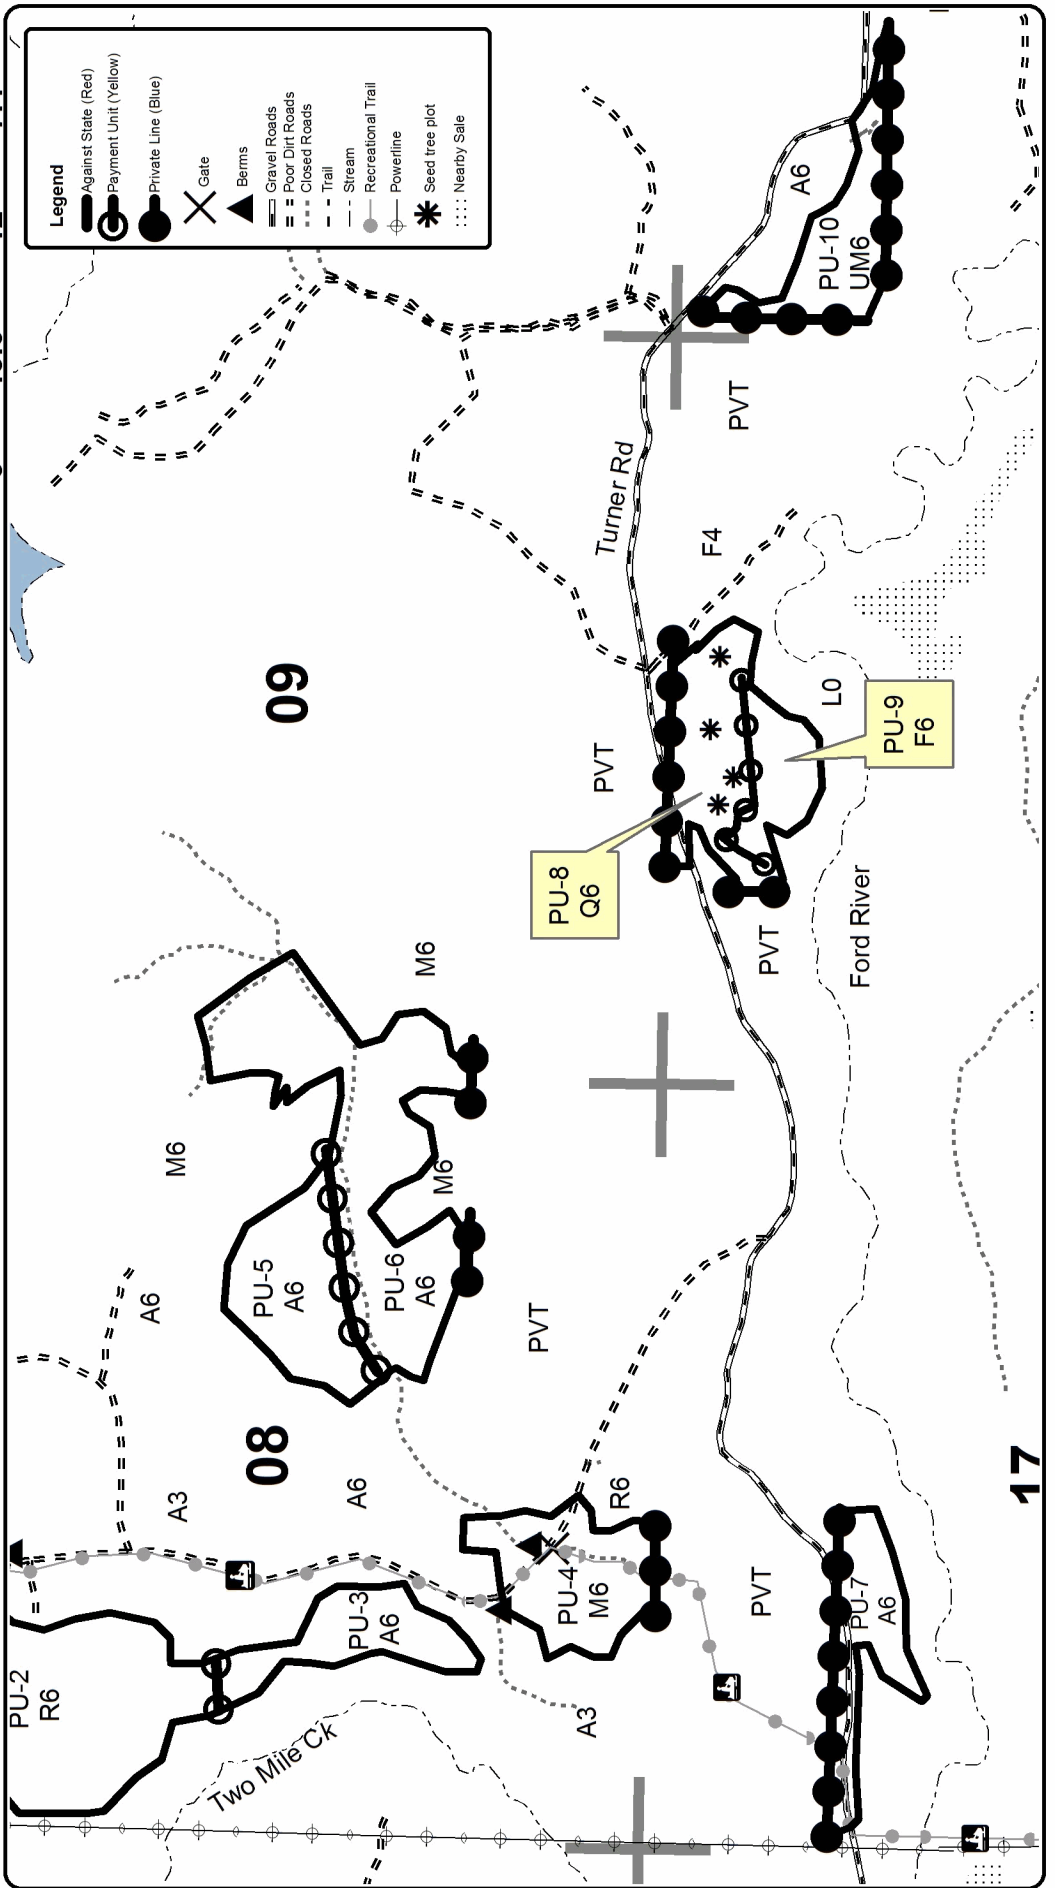 Legend
Against State (Red)
Payment Unit (Yellow)
Private Line (Blue)
Gate
Berms
Gravel Roads
Poor Dirt Roads
Closed Roads
Trail
Stream
Recreational Trail
Powerline
Seed tree plot
Nearby Sale
PU-2
R6
A3
08
A6
PU-3
A6
A6
M6
PU-5
A6
PU-6
A6
M6
M6
09
Two Mile Ck
A3
PU-4
M6
R6
PVT
PVT
PU-7
A6
17
PU-8
Q6
PVT
PVT
Ford River
PU-9
F6
L0
F4
Turner Rd
PVT
PU-10
UM6
A6